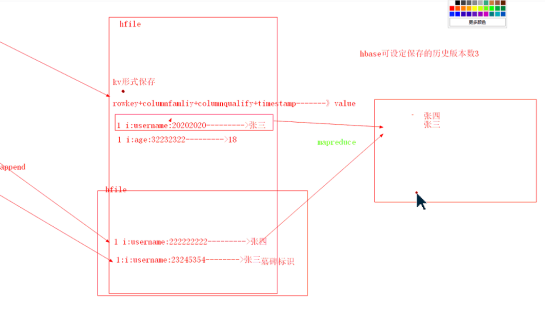 hfile
更多颜色
hbase可设定保存的历史版本数3
kv形式保存
rowkey+columnfamliy+columnqualify+timestamp-------》value
1 i:username:20202020--------->张三
1 i:age:32232322--------->18
张四
张三
mapreduce
append
hfile
1 i:username:222222222--------->张四
1:i:username:23245354-------->张三墓碑标识